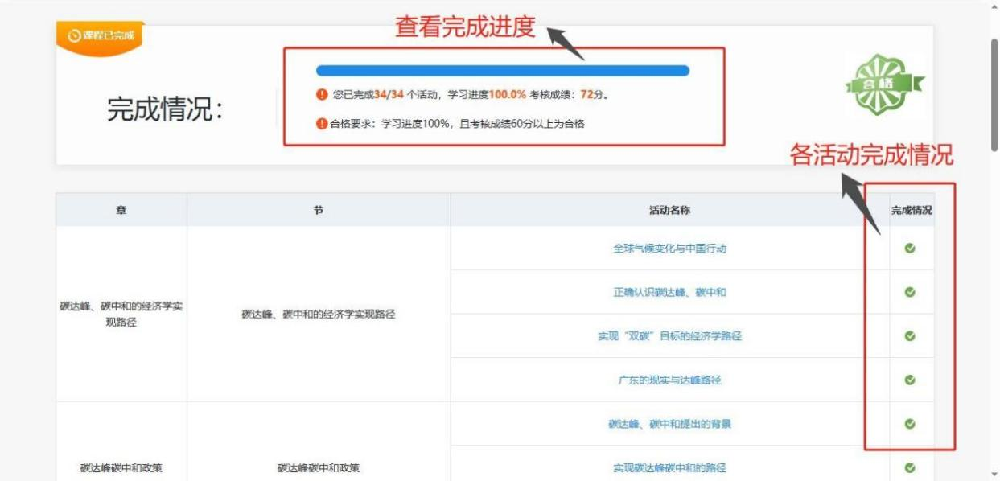 查看完成进度
课程已完成
您已完成34/34 个活动，学习进度100.0% 考核成绩：72分。
合格
完成情况：
合格要求：学习进度100%，且考核成绩60分以上为合格
各活动完成情况
章 节 活动名称 完成情况
全球气候变化与中国行动
正确认识碳达峰、碳中和
碳达峰、碳中和的经济学实
现路径
碳达峰、碳中和的经济学实现路径
实现“双碳”目标的经济学路径
广东的现实与达峰路径
碳达峰、碳中和提出的背景
碳达峰碳中和政策 碳达峰碳中和政策 实现碳达峰碳中和的路径